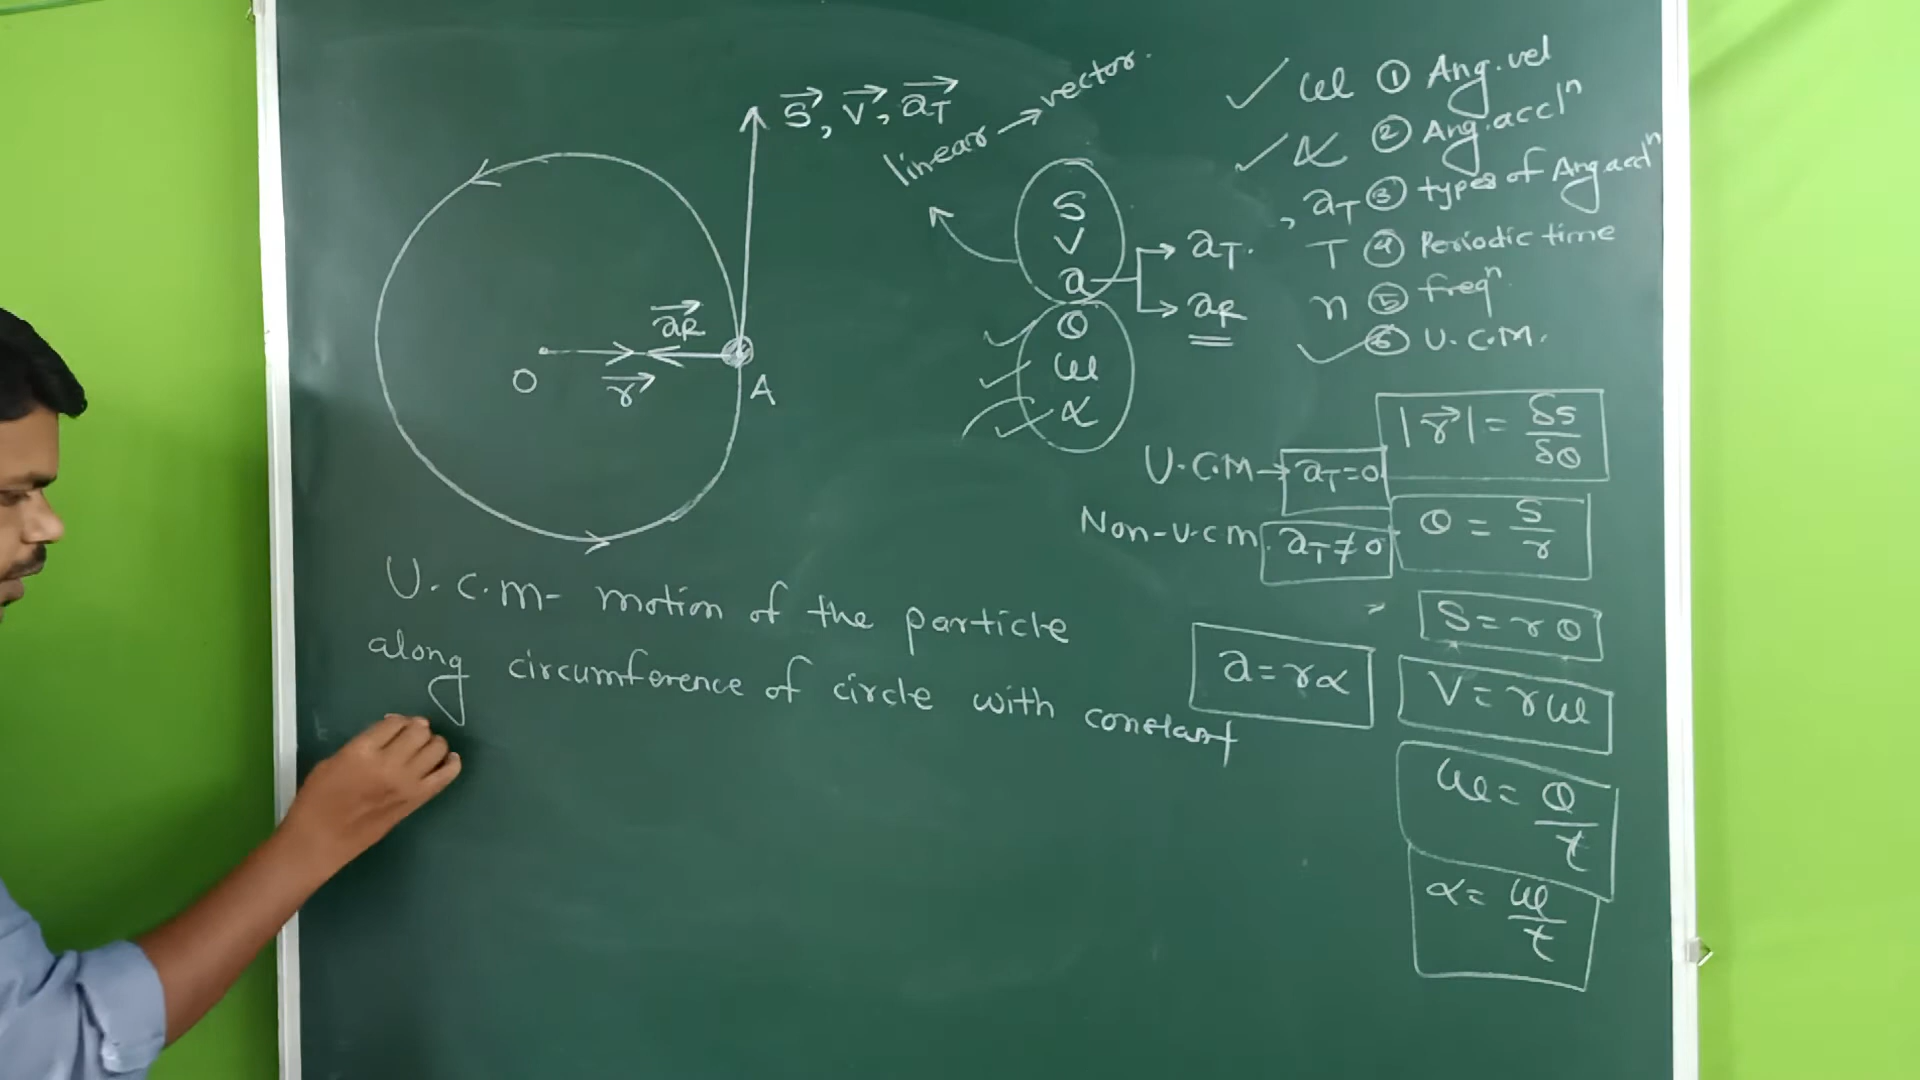 S⃗, V⃗, a⃗T
linear → vector.
S
V
a
aT.
aR
θ
ω
α
ω ① Ang. vel
α ② Ang. acclⁿ
, aT ③ types of Ang acclⁿ
T ④ Periodic time
n ⑤ freqⁿ.
⑥ U.C.M.
a⃗R
O
r⃗
A
|r⃗| = δs/δθ
U.C.M → aT=0
Non-U.C.M. aT≠0
θ = S/r
S = rθ
a = rα
V = rω
ω = θ/t
α = ω/t
U.C.M- motion of the particle
along circumference of circle with constant